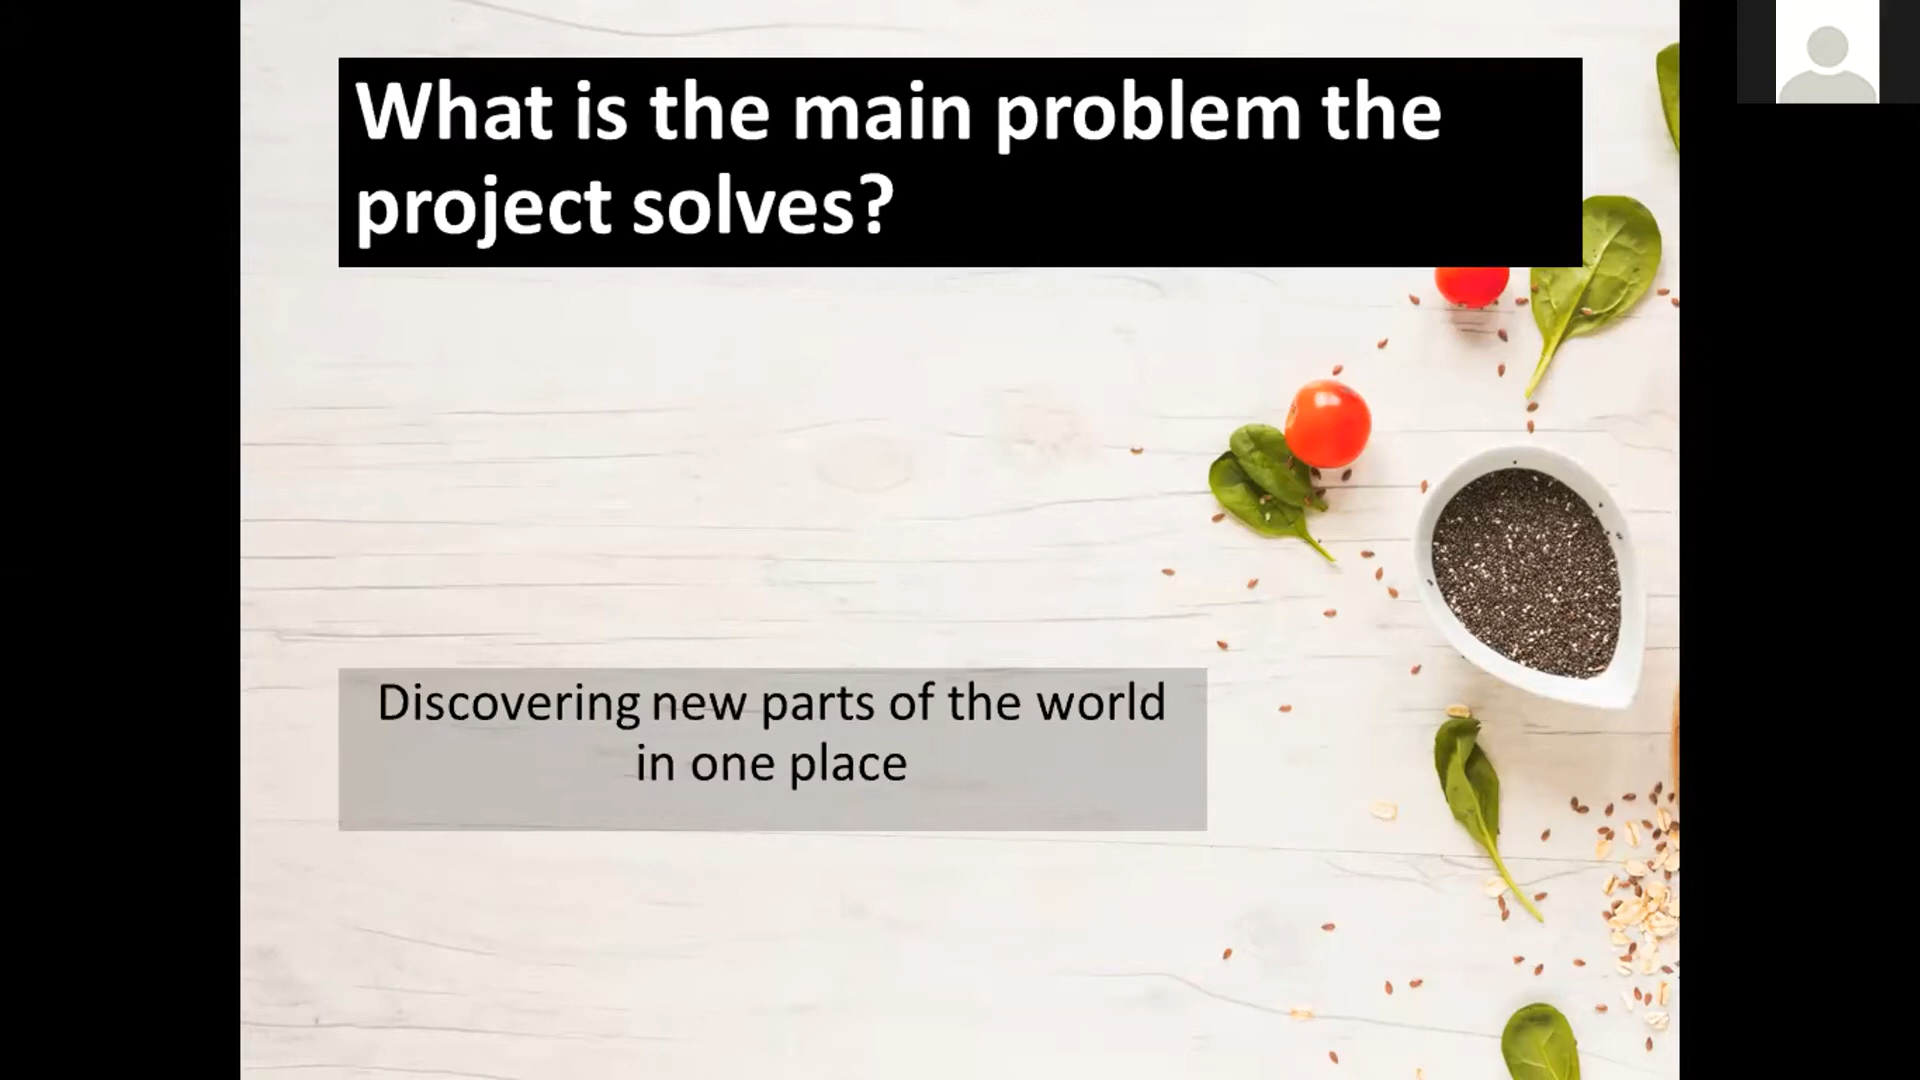 What is the main problem the
project solves?
Discovering new parts of the world
in one place